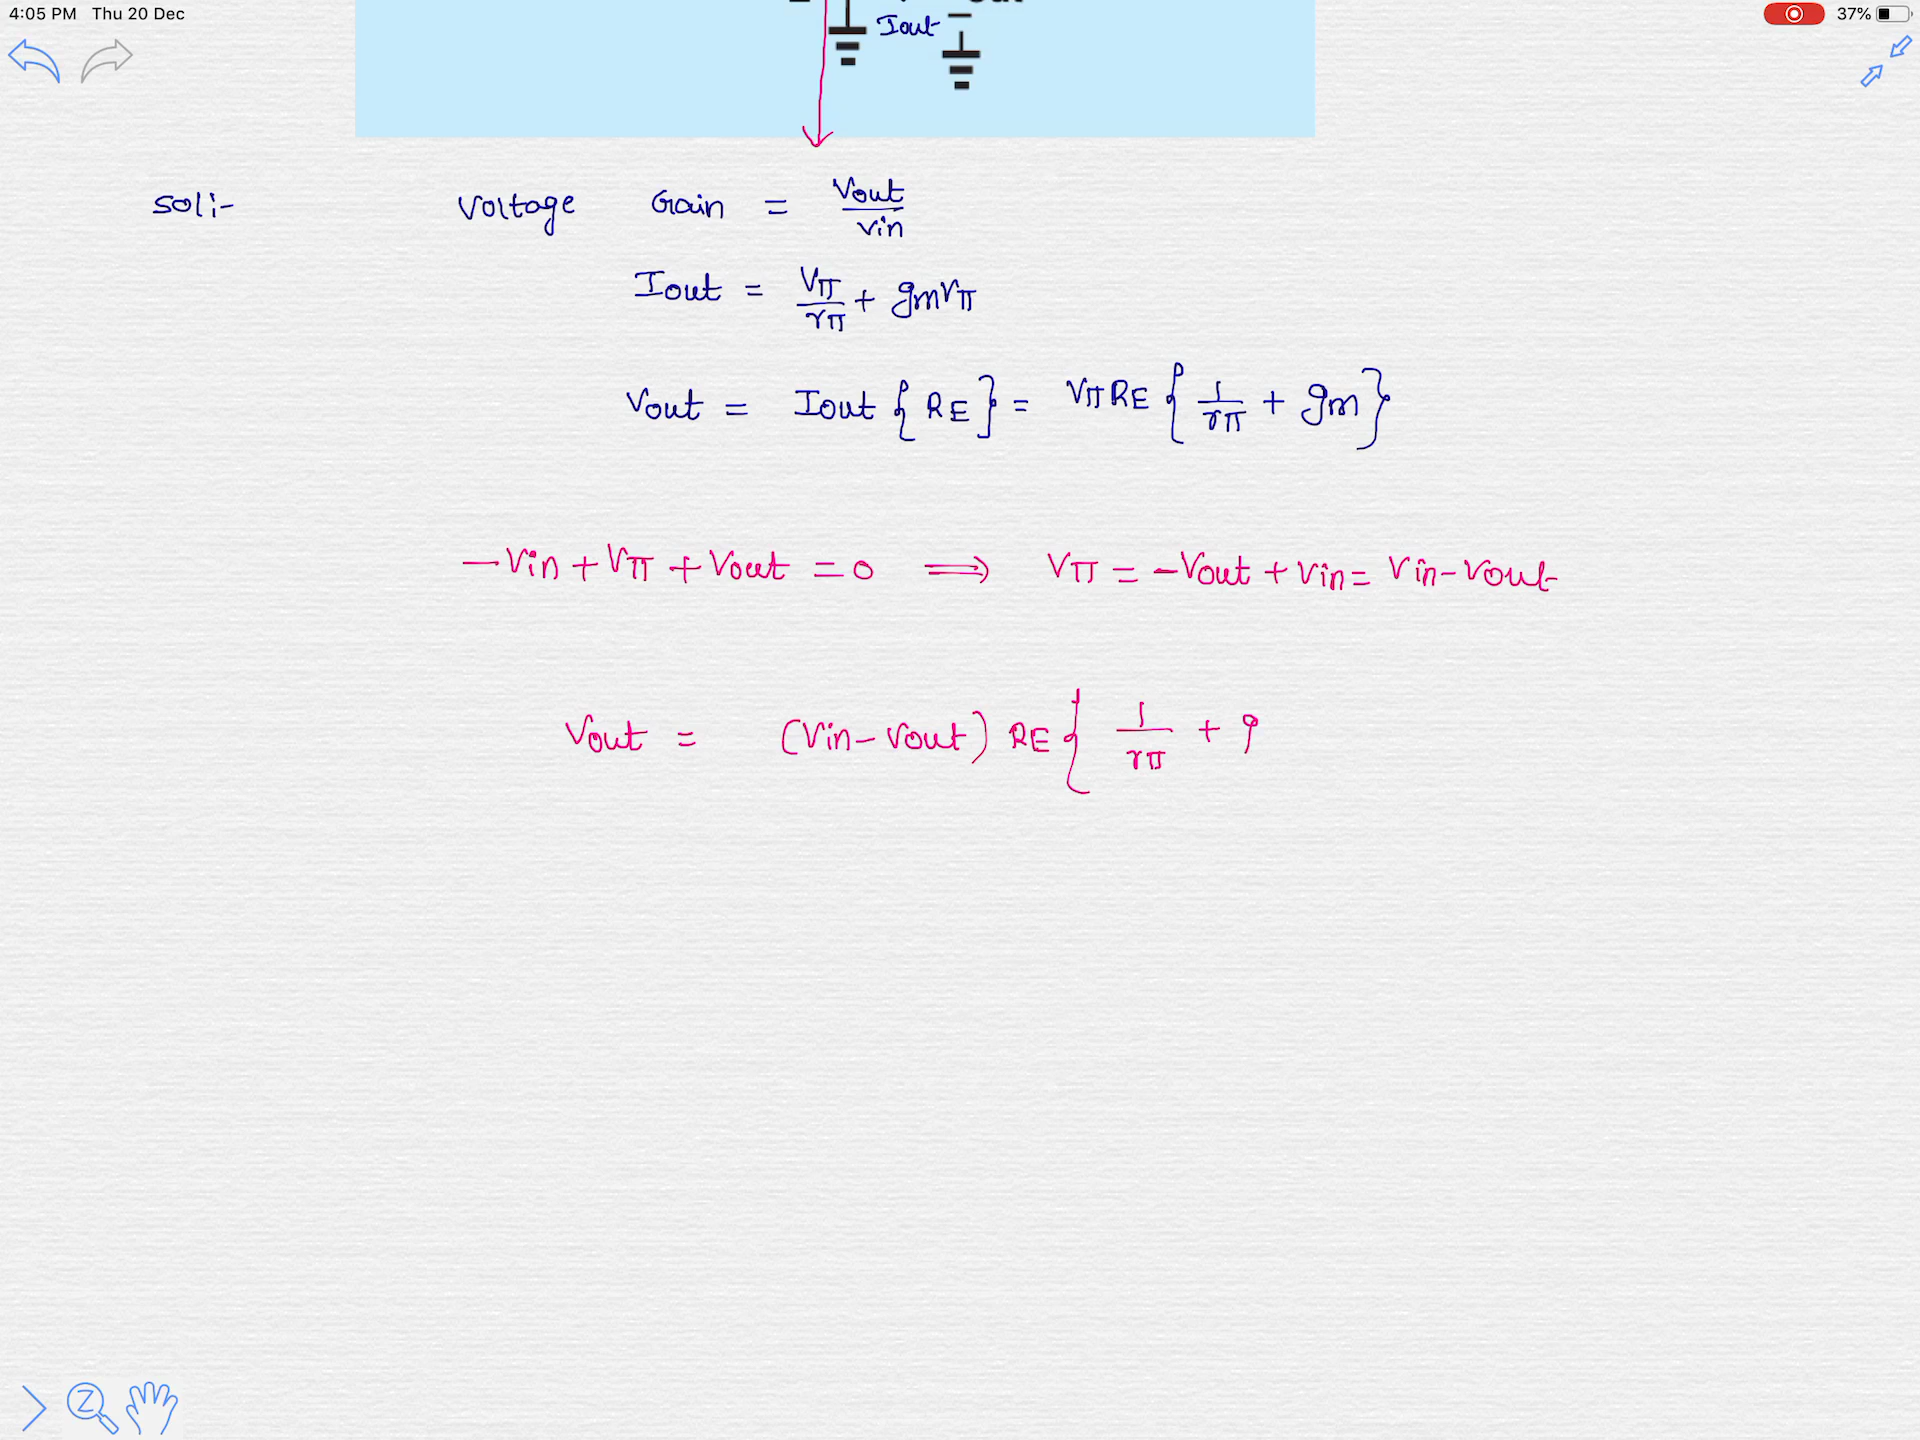 4:05 PM Thu 20 Dec 37%
Iout
Soli- Voltage Gain = Vout/Vin
Iout = Vπ/rπ + gmVπ
Vout = Iout { RE } = VπRE { 1/rπ + gm }
-Vin + Vπ + Vout = 0 ⟹ Vπ = -Vout + Vin = Vin - Vout
Vout = (Vin - Vout) RE { 1/rπ + g